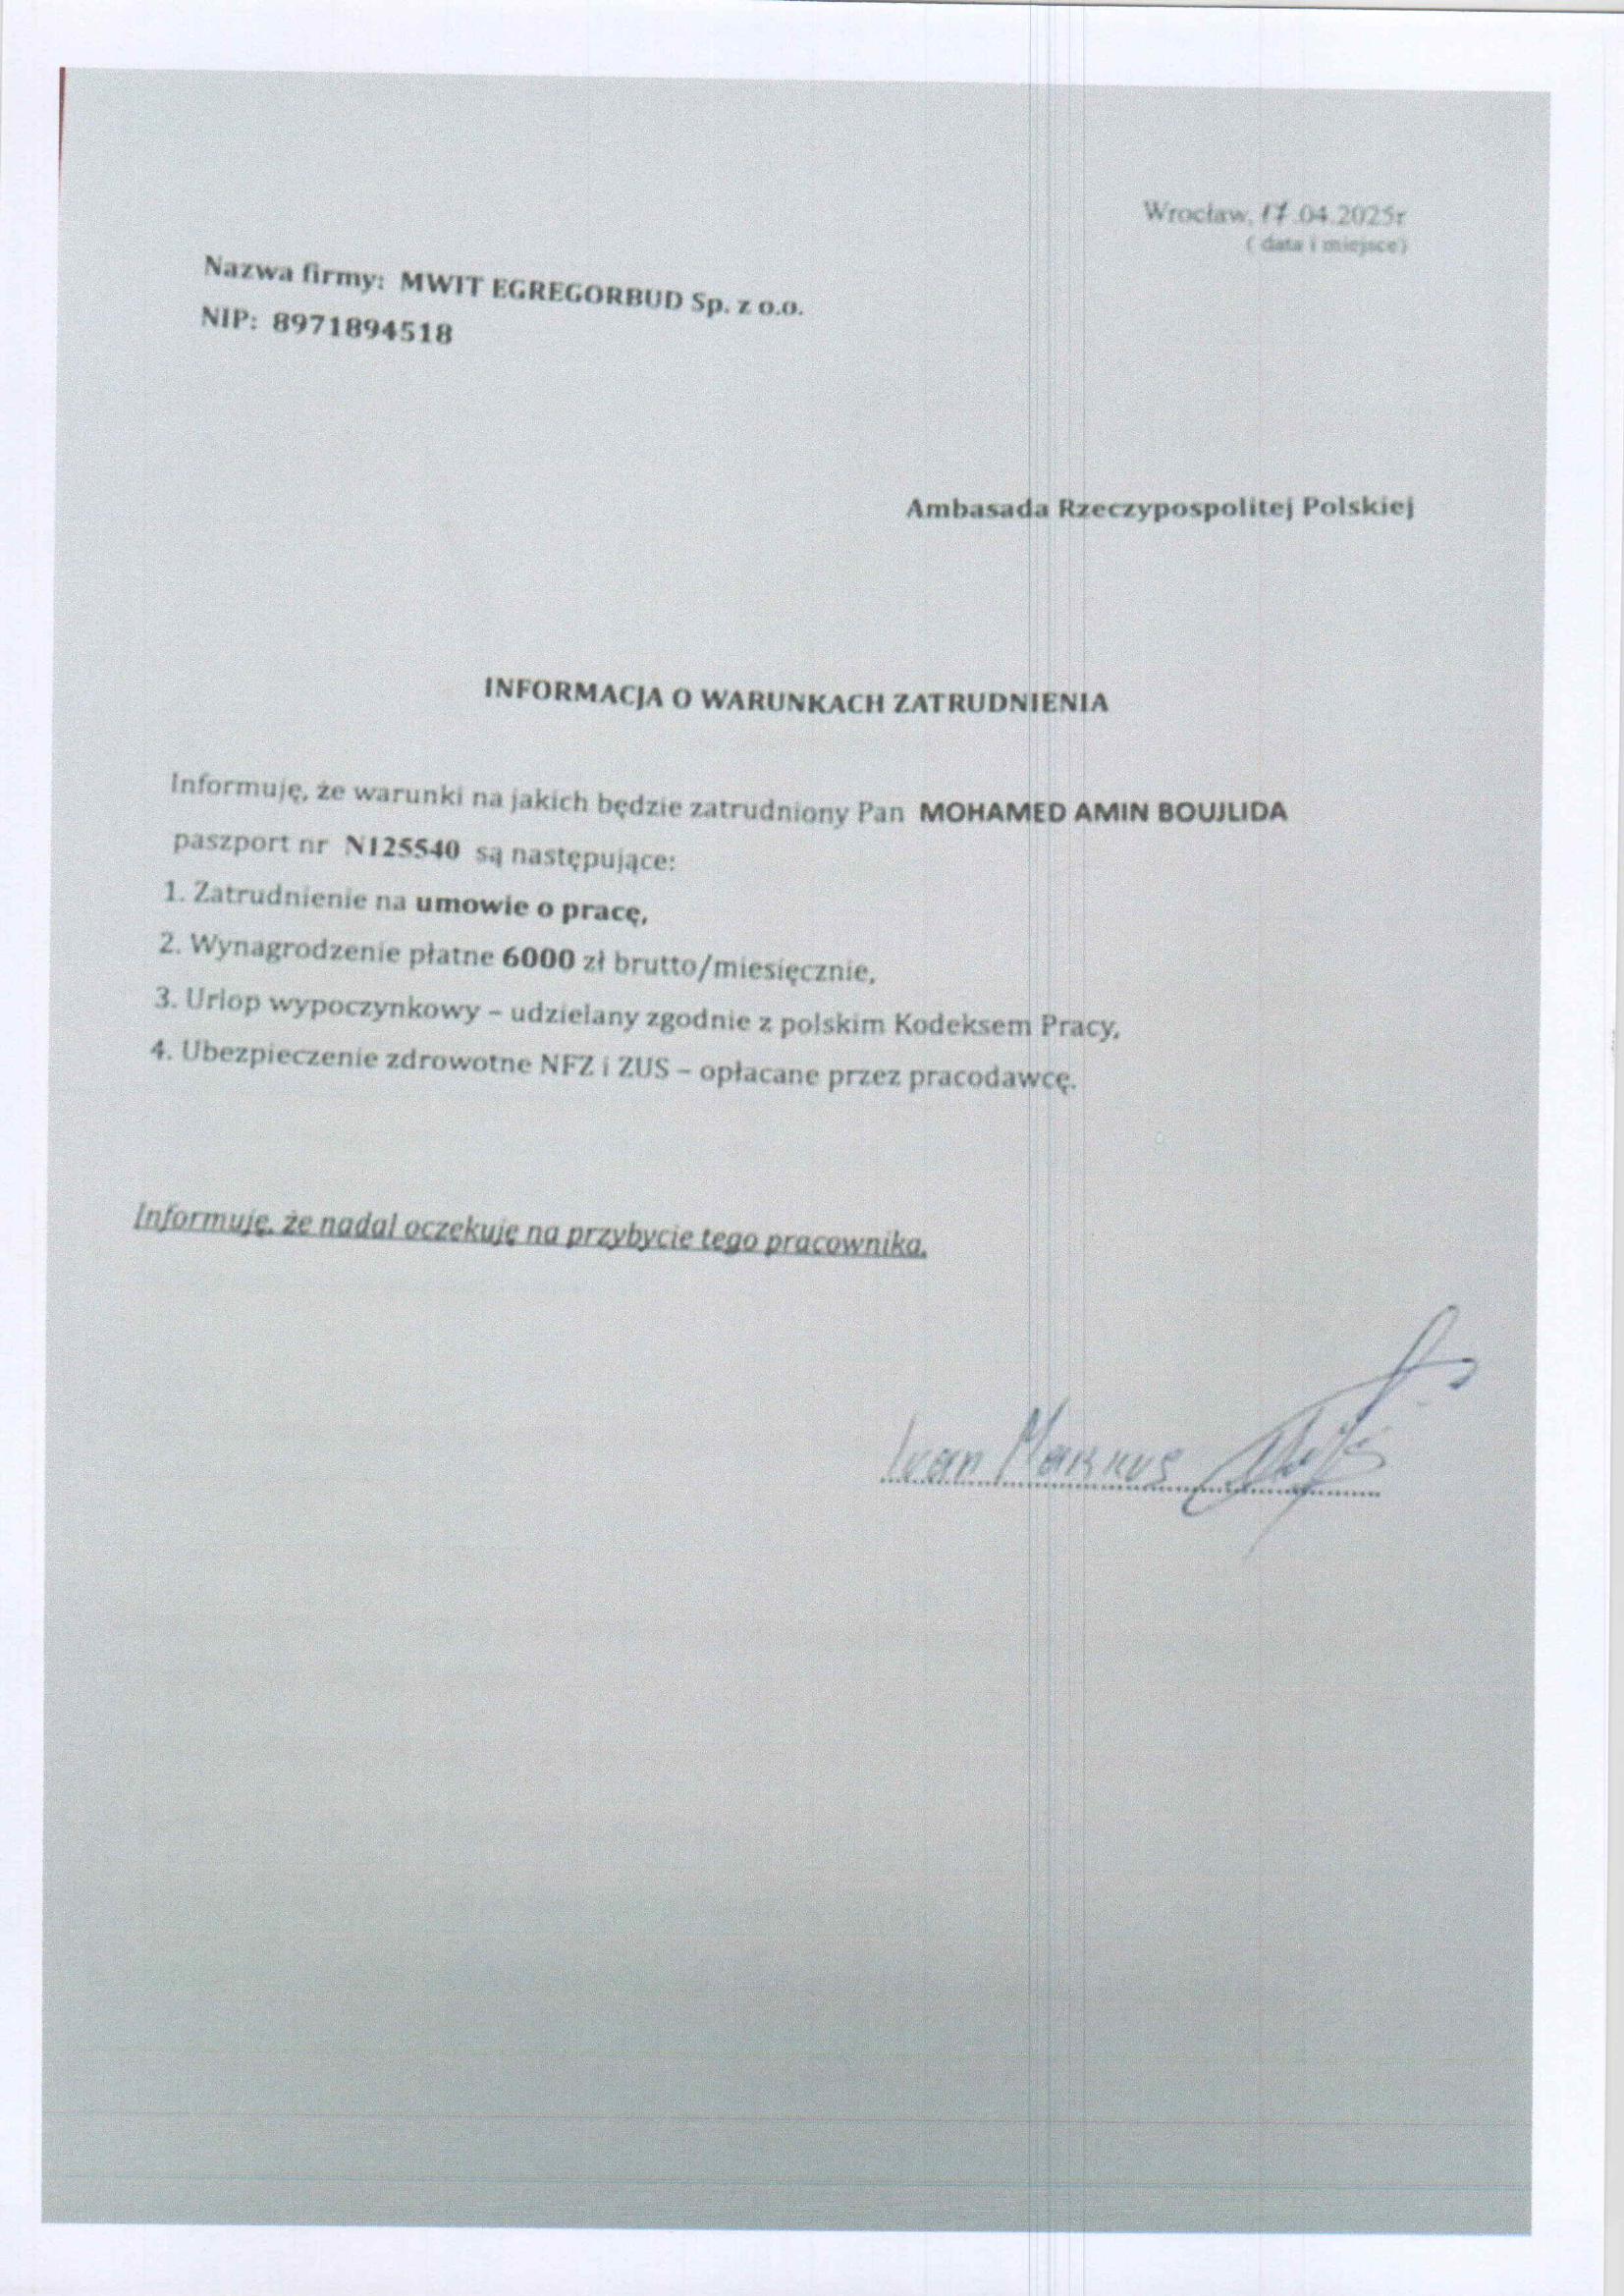 Wrocław, 17.04.2025r
( data i miejsce)
Nazwa firmy: MWIT EGREGORBUD Sp. z o.o.
NIP: 8971894518
Ambasada Rzeczypospolitej Polskiej
INFORMACJA O WARUNKACH ZATRUDNIENIA
Informuję, że warunki na jakich będzie zatrudniony Pan MOHAMED AMIN BOUJLIDA
paszport nr N125540 są następujące:
1. Zatrudnienie na umowie o pracę,
2. Wynagrodzenie płatne 6000 zł brutto/miesięcznie,
3. Urlop wypoczynkowy – udzielany zgodnie z polskim Kodeksem Pracy,
4. Ubezpieczenie zdrowotne NFZ i ZUS – opłacane przez pracodawcę.
Informuję, że nadal oczekuję na przybycie tego pracownika.
Ivan